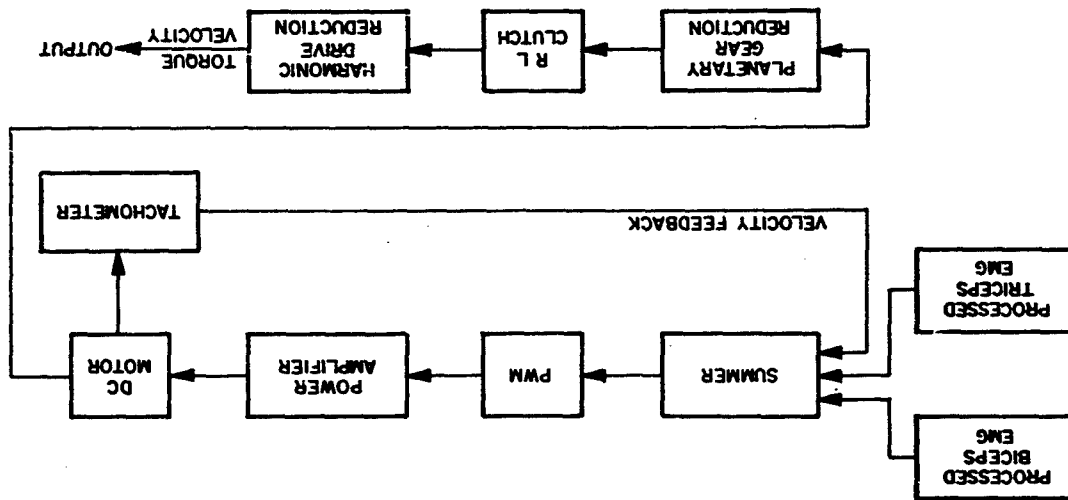 PROCESSED
BICEPS
EMG
PROCESSED
TRICEPS
EMG
SUMMER
PWM
POWER
AMPLIFIER
DC
MOTOR
VELOCITY FEEDBACK
TACHOMETER
PLANETARY
GEAR
REDUCTION
R L
CLUTCH
HARMONIC
DRIVE
REDUCTION
TORQUE
VELOCITY
OUTPUT